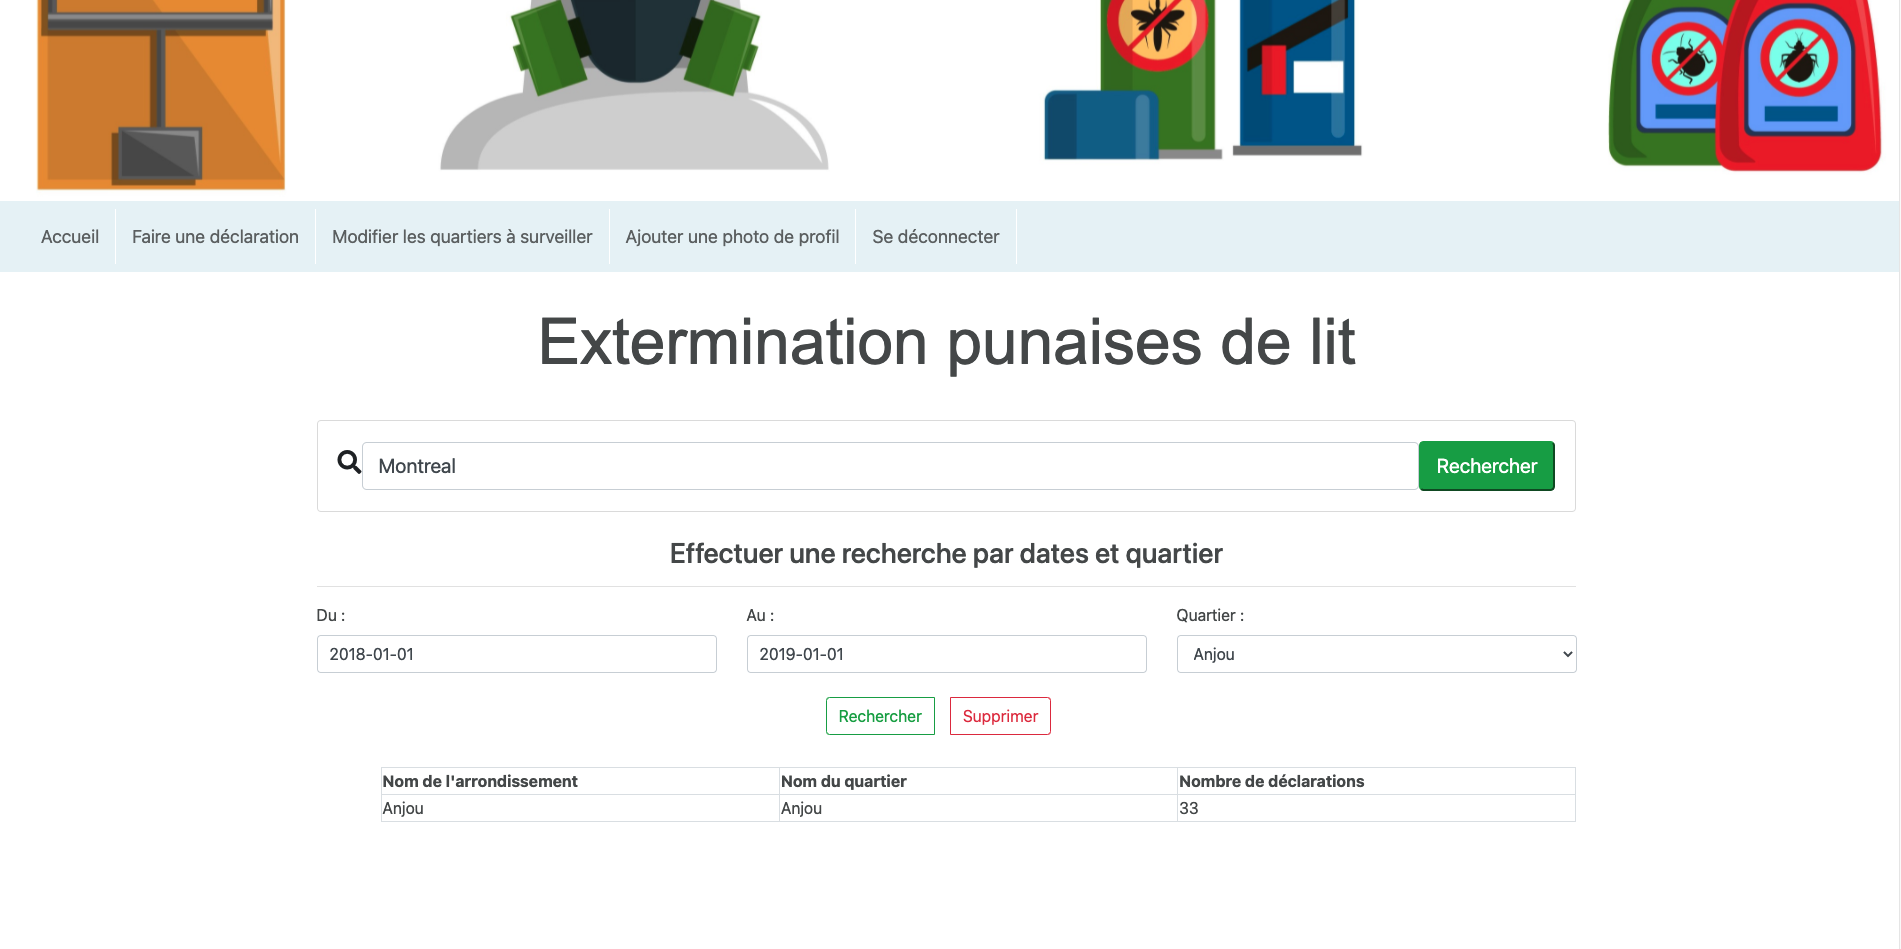 Accueil Faire une déclaration Modifier les quartiers à surveiller Ajouter une photo de profil Se déconnecter
Extermination punaises de lit
Montreal Rechercher
Effectuer une recherche par dates et quartier
Du : Au : Quartier :
2018-01-01 2019-01-01 Anjou
Rechercher Supprimer
Nom de l'arrondissement Nom du quartier Nombre de déclarations
Anjou Anjou 33